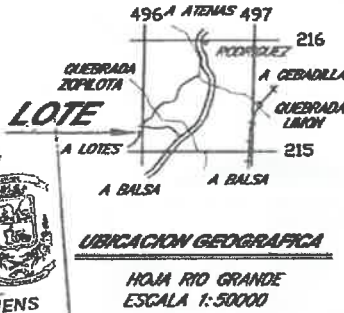 496 A ATENAS 497
216
RODRIGUEZ
QUEBRADA
ZOPILOTA
A CEBADILLA
QUEBRADA
LIMON
LOTE
A LOTES
215
A BALSA
A BALSA
UBICACION GEOGRAFICA
HOJA RIO GRANDE
ESCALA 1:50000
ENS